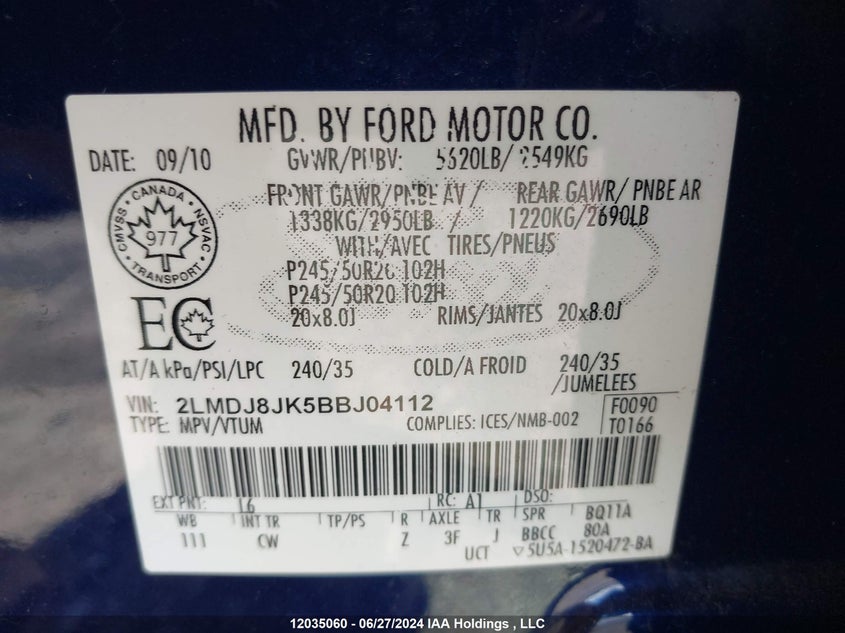 MFD. BY FORD MOTOR CO.
DATE: 09/10 GVWR/PNBV: 5620LB/ 2549KG
FRONT GAWR/PNBE AV / REAR GAWR/ PNBE AR
1338KG/2950LB / 1220KG/2690LB
WITH/AVEC TIRES/PNEUS
CMVSS · CANADA · NSVAC · TRANSPORT
977
P245/50R20 102H
P245/50R20 102H
EC
20x8.0J RIMS/JANTES 20x8.0J
AT/A kPa/PSI/LPC 240/35 COLD/A FROID 240/35
/JUMELEES
VIN: 2LMDJ8JK5BBJ04112 F0090
TYPE: MPV/VTUM COMPLIES: ICES/NMB-002 T0166
EXT PNT: L6 RC: A1 DSO:
WB INT TR TP/PS R AXLE TR SPR BQ11A
111 CW Z 3F J BBCC 80A
UCT ▽5U5A-1520472-BA
12035060 - 06/27/2024 IAA Holdings , LLC